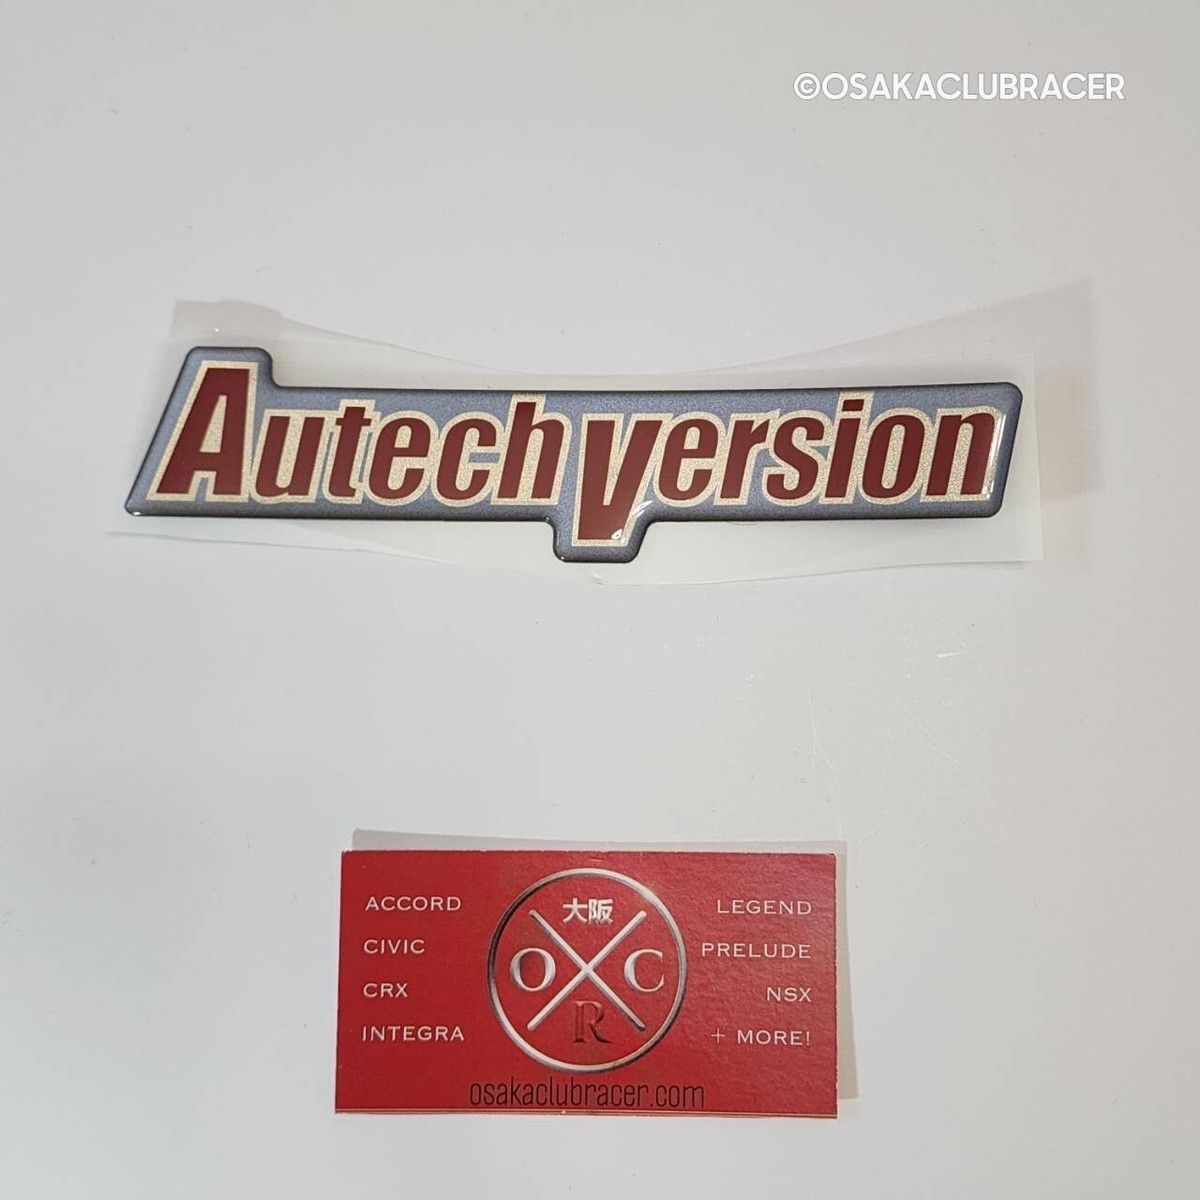 ©OSAKACLUBRACER
Autech Version
ACCORD
CIVIC
CRX
INTEGRA
大阪
O C
R
LEGEND
PRELUDE
NSX
+ MORE!
osakaclubracer.com